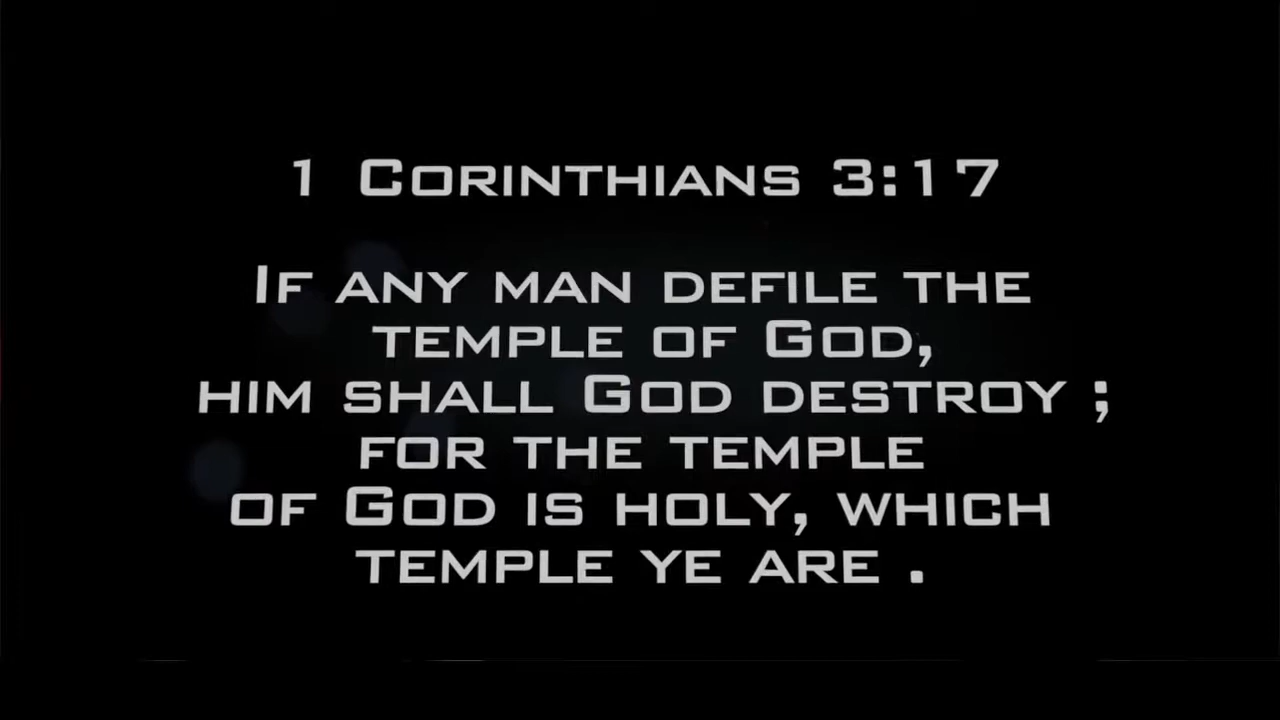 1 Corinthians 3:17
If any man defile the
temple of God,
him shall God destroy ;
for the temple
of God is holy, which
temple ye are .